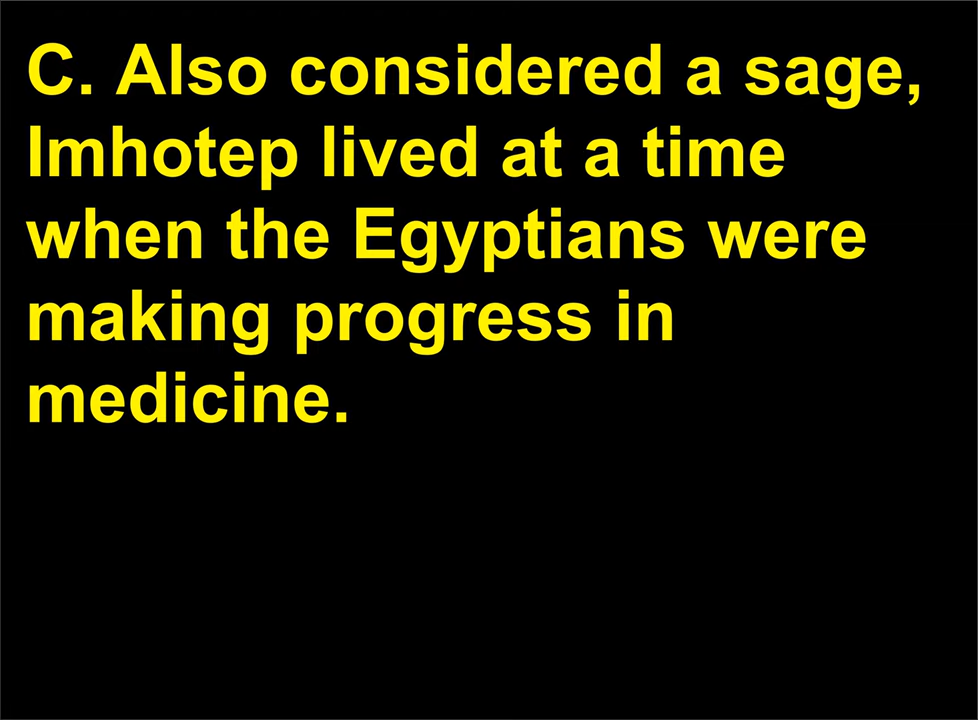 C. Also considered a sage,
Imhotep lived at a time
when the Egyptians were
making progress in
medicine.